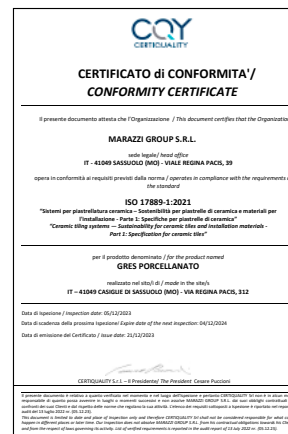 CQY
CERTIQUALITY
CERTIFICATO di CONFORMITA'/
CONFORMITY CERTIFICATE
Il presente documento attesta che l'Organizzazione / This document certifies that the Organization
MARAZZI GROUP S.R.L.
sede legale/ head office
IT - 41049 SASSUOLO (MO) - VIALE REGINA PACIS, 39
opera in conformità ai requisiti previsti dalla norma / operates in compliance with the requirements
the standard
ISO 17889-1:2021
"Sistemi per piastrellatura ceramica – Sostenibilità per piastrelle di ceramica e materiali per
l'installazione - Parte 1: Specifiche per piastrelle di ceramica"
"Ceramic tiling systems — Sustainability for ceramic tiles and installation materials -
Part 1: Specification for ceramic tiles"
per il prodotto denominato / for the product named
GRES PORCELLANATO
realizzato nel sito/i di / made in the site/s
IT – 41049 CASIGLIE DI SASSUOLO (MO) - VIA REGINA PACIS, 312
Data di ispezione / Inspection date: 05/12/2023
Data di scadenza della prossima ispezione/ Expire date of the next inspection: 04/12/2024
Data di emissione del Certificato / Issue date: 21/12/2023
CERTIQUALITY S.r.l. – Il Presidente/ The President Cesare Puccioni